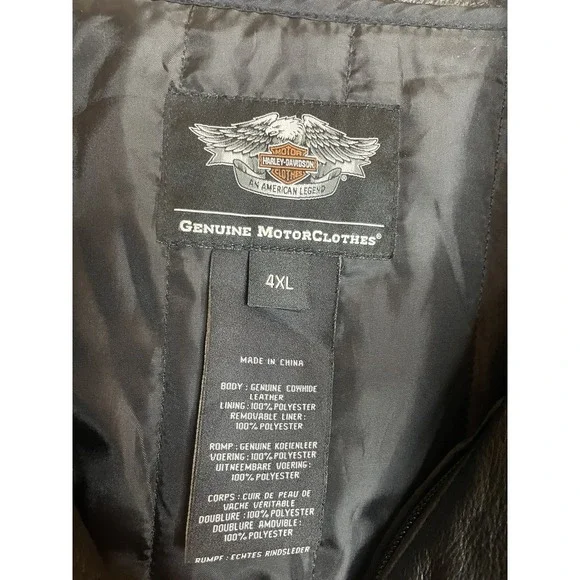 MOTOR
HARLEY-DAVIDSON
CLOTHES
AN AMERICAN LEGEND
GENUINE MOTORCLOTHES®
4XL
MADE IN CHINA
BODY : GENUINE COWHIDE
LEATHER
LINING : 100% POLYESTER
REMOVABLE LINER :
100% POLYESTER
ROMP : GENUINE KOEIENLEER
VOERING : 100% POLYESTER
UITNEEMBARE VOERING :
100% POLYESTER
CORPS : CUIR DE PEAU DE
VACHE VÉRITABLE
DOUBLURE : 100% POLYESTER
DOUBLURE AMOVIBLE :
100% POLYESTER
RUMPF : ECHTES RINDSLEDER